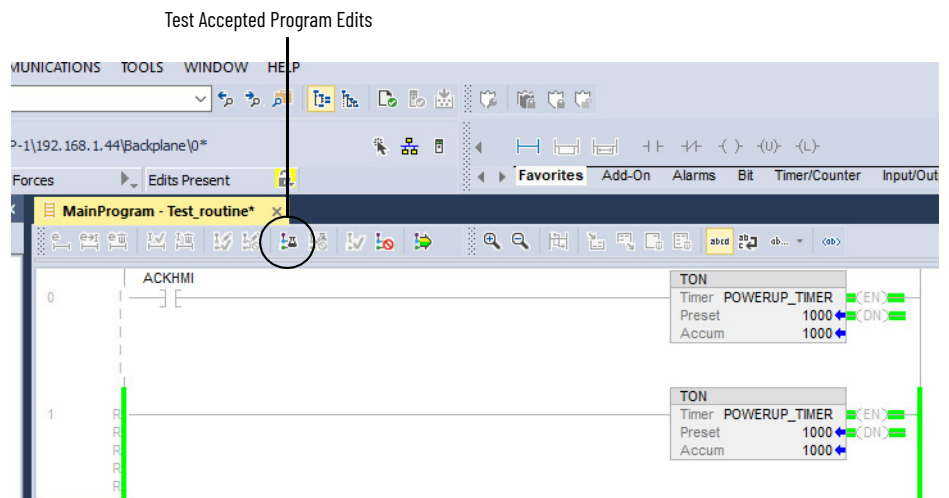 Test Accepted Program Edits
MUNICATIONS TOOLS WINDOW HELP
P-1\192.168.1.44\Backplane\0*
Forces Edits Present
Favorites Add-On Alarms Bit Timer/Counter Input/Out
MainProgram - Test_routine* ×
abcd ab... <ab>
ACKHMI
TON
0
Timer POWERUP_TIMER (EN)
Preset 1000 (DN)
Accum 1000
TON
1 R
Timer POWERUP_TIMER (EN)
R
Preset 1000 (DN)
R
Accum 1000
R
R